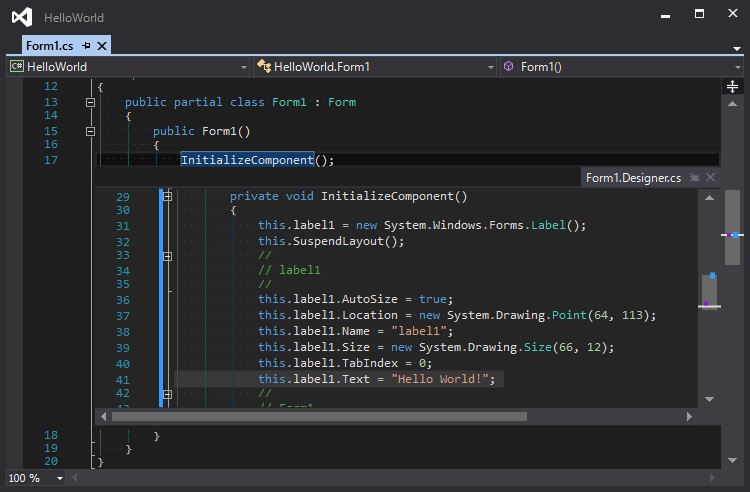 HelloWorld
Form1.cs
C# HelloWorld HelloWorld.Form1 Form1()
12 {
13 public partial class Form1 : Form
14 {
15 public Form1()
16 {
17 InitializeComponent();
Form1.Designer.cs
29 private void InitializeComponent()
30 {
31 this.label1 = new System.Windows.Forms.Label();
32 this.SuspendLayout();
33 //
34 // label1
35 //
36 this.label1.AutoSize = true;
37 this.label1.Location = new System.Drawing.Point(64, 113);
38 this.label1.Name = "label1";
39 this.label1.Size = new System.Drawing.Size(66, 12);
40 this.label1.TabIndex = 0;
41 this.label1.Text = "Hello World!";
42 //
18 }
19 }
20 }
100 %